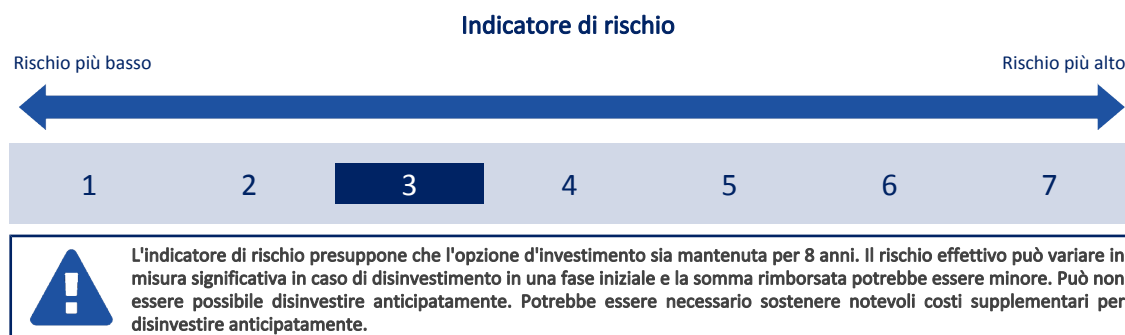 Indicatore di rischio
Rischio più basso
Rischio più alto
1 2 3 4 5 6 7
L'indicatore di rischio presuppone che l'opzione d'investimento sia mantenuta per 8 anni. Il rischio effettivo può variare in
misura significativa in caso di disinvestimento in una fase iniziale e la somma rimborsata potrebbe essere minore. Può non
essere possibile disinvestire anticipatamente. Potrebbe essere necessario sostenere notevoli costi supplementari per
disinvestire anticipatamente.